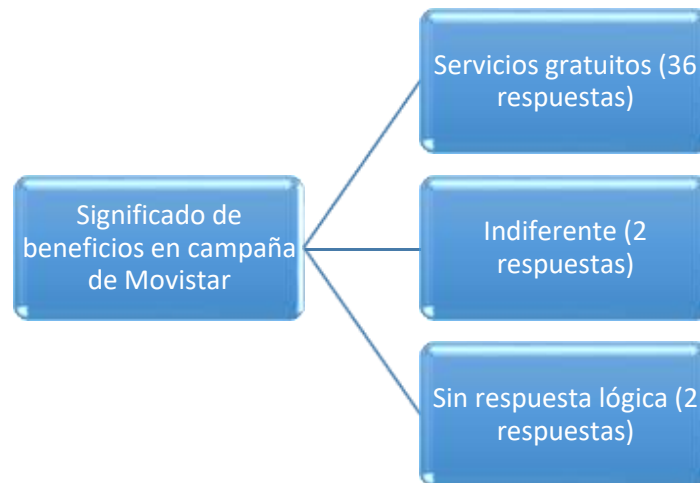 Servicios gratuitos (36
respuestas)
Significado de
beneficios en campaña
de Movistar
Indiferente (2
respuestas)
Sin respuesta lógica (2
respuestas)